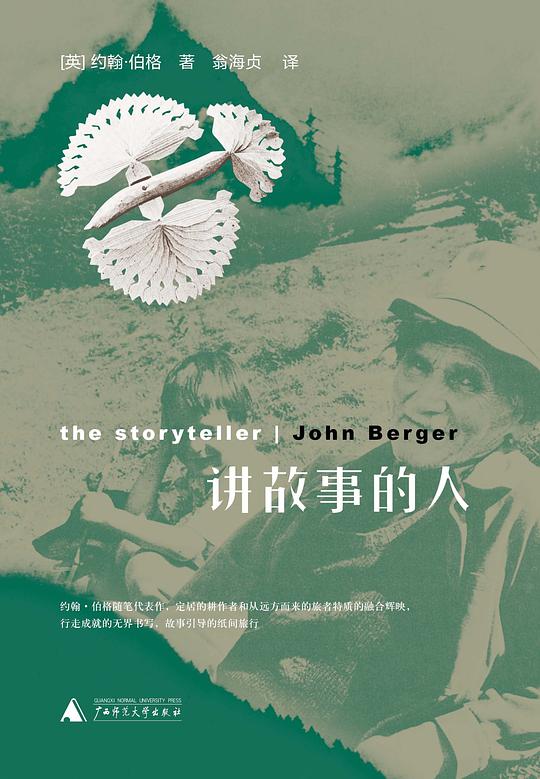 [英] 约翰·伯格 著 翁海贞 译
the storyteller | John Berger
讲故事的人
约翰·伯格随笔代表作，定居的耕作者和从远方而来的旅者特质的融合辉映，
行走成就的无界书写，故事引导的纸间旅行
GUANGXI NORMAL UNIVERSITY PRESS
广西师范大学出版社